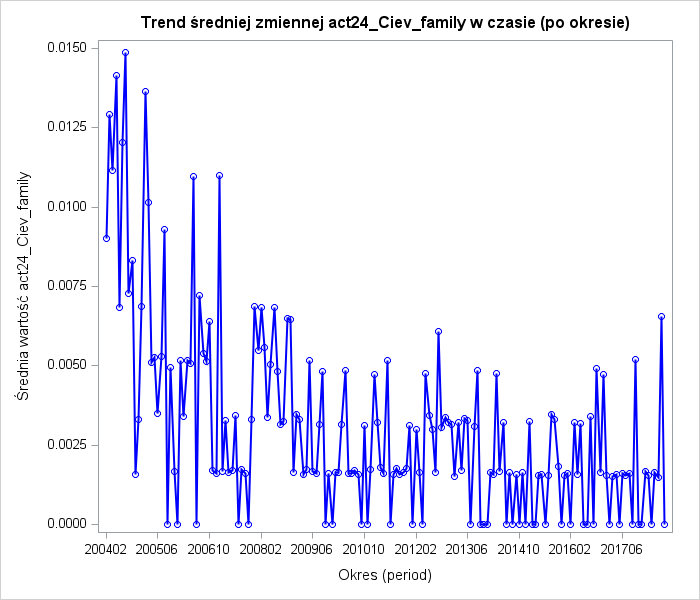 Trend średniej zmiennej act24_Ciev_family w czasie (po okresie)
0.0150
0.0125
0.0100
0.0075
0.0050
0.0025
0.0000
Średnia wartość act24_Ciev_family
200402 200506 200610 200802 200906 201010 201202 201306 201410 201602 201706
Okres (period)